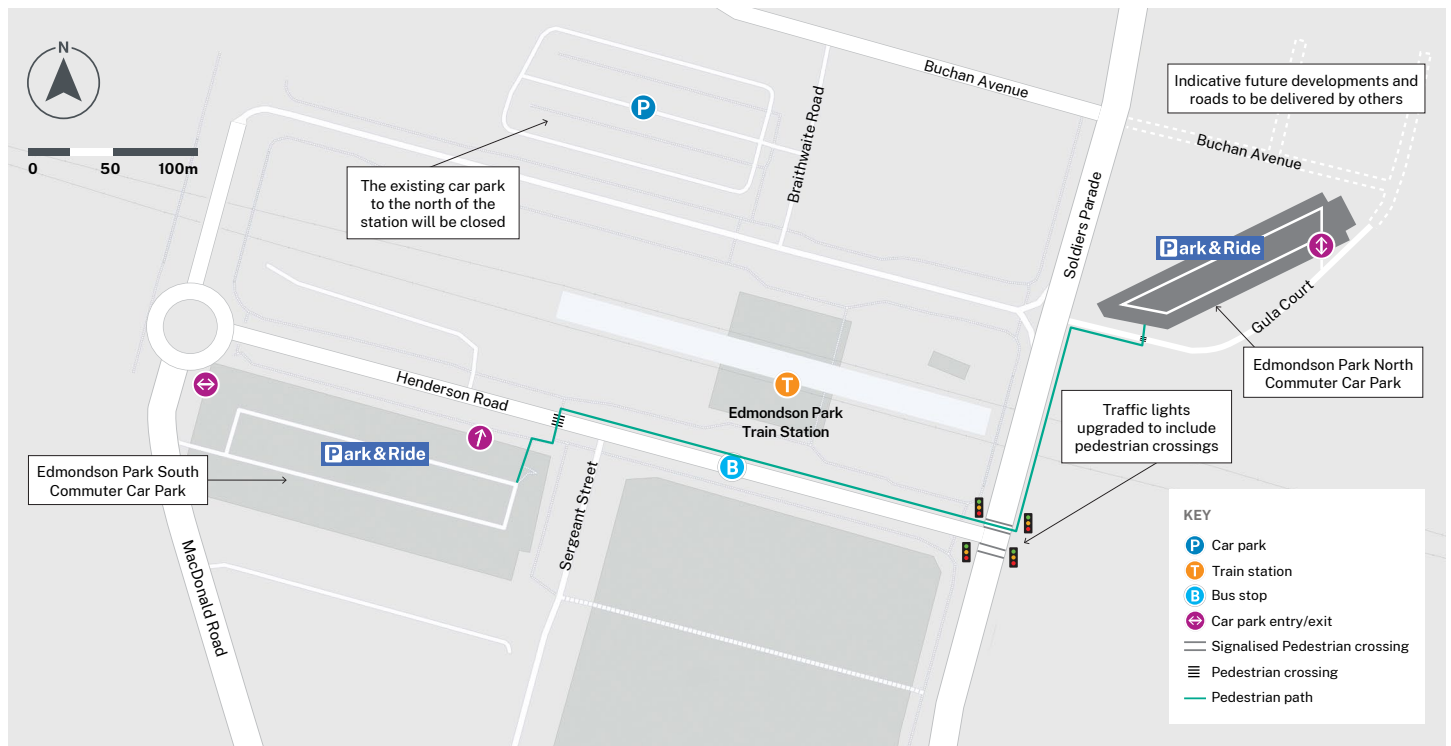 N
0 50 100m
Buchan Avenue
Braithwaite Road
Indicative future developments and
roads to be delivered by others
Buchan Avenue
P
The existing car park
to the north of the
station will be closed
Soldiers Parade
Park & Ride
Gula Court
Edmondson Park North
Commuter Car Park
T
Edmondson Park
Train Station
Henderson Road
Traffic lights
upgraded to include
pedestrian crossings
Park & Ride
B
Edmondson Park South
Commuter Car Park
Sergeant Street
MacDonald Road
KEY
P Car park
T Train station
B Bus stop
Car park entry/exit
Signalised Pedestrian crossing
Pedestrian crossing
Pedestrian path